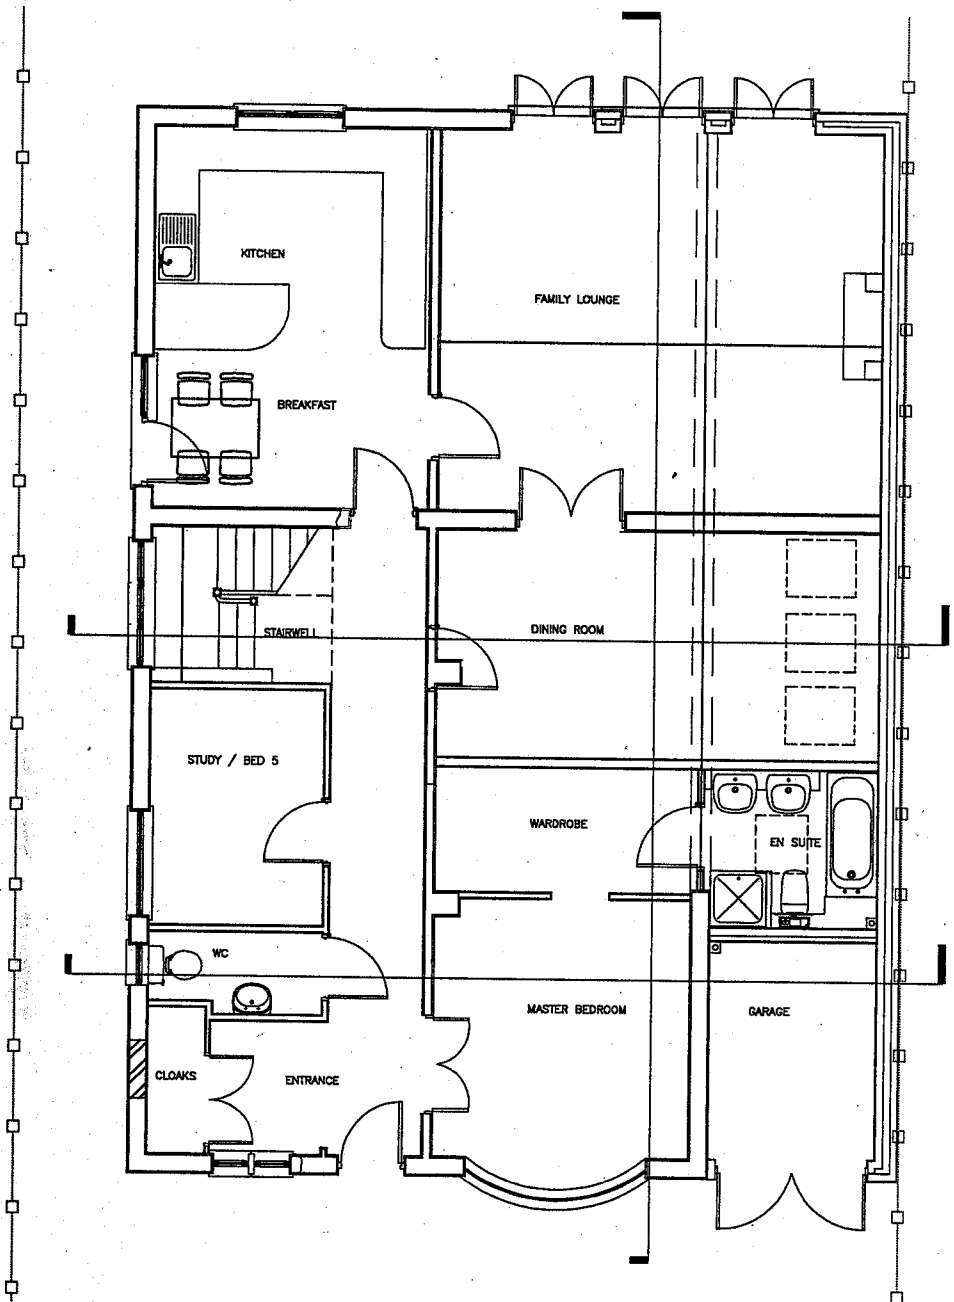 KITCHEN
FAMILY LOUNGE
BREAKFAST
STAIRWELL
DINING ROOM
STUDY / BED 5
WARDROBE
EN SUITE
WC
MASTER BEDROOM
GARAGE
CLOAKS
ENTRANCE